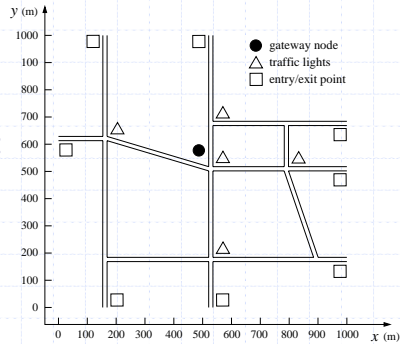 y (m)
1000
900
800
700
600
500
400
300
200
100
0
gateway node
traffic lights
entry/exit point
0 100 200 300 400 500 600 700 800 900 1000
x (m)